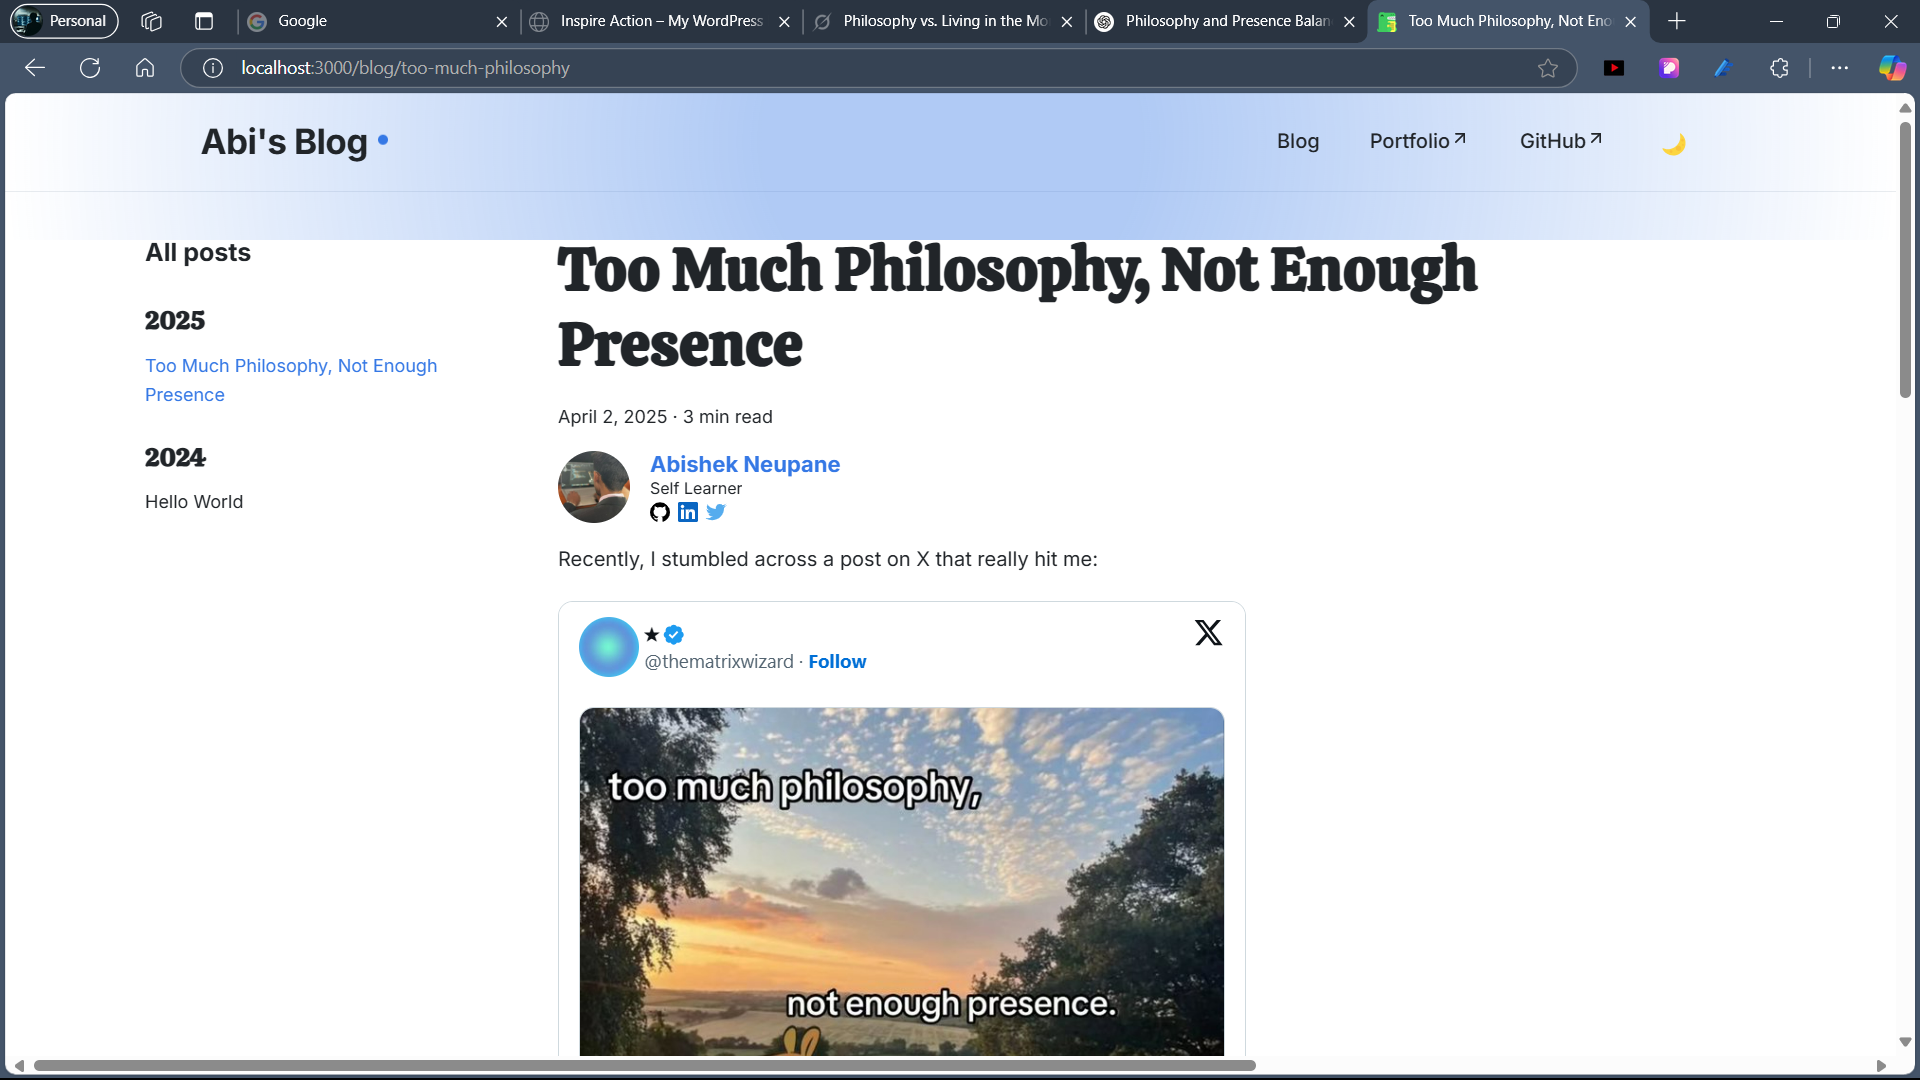 Personal
Google
Inspire Action – My WordPress
Philosophy vs. Living in the Mo
Philosophy and Presence Balan
Too Much Philosophy, Not Eno
localhost:3000/blog/too-much-philosophy
Abi's Blog
Blog
Portfolio
GitHub
All posts
2025
Too Much Philosophy, Not Enough
Presence
2024
Hello World
Too Much Philosophy, Not Enough
Presence
April 2, 2025 · 3 min read
Abishek Neupane
Self Learner
Recently, I stumbled across a post on X that really hit me:
★
@thematrixwizard · Follow
too much philosophy,
not enough presence.